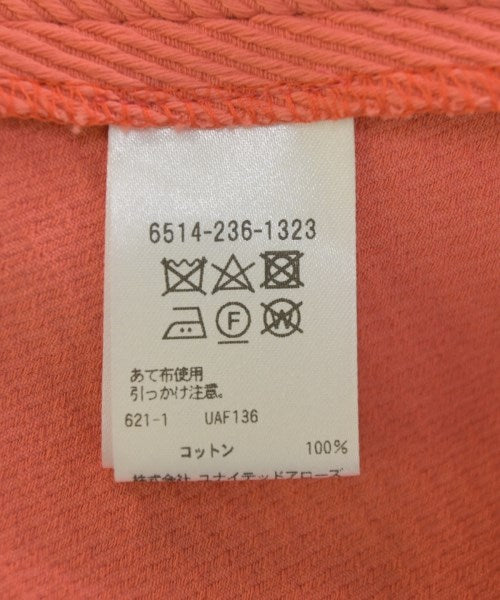 6514-236-1323
F W
あて布使用
引っかけ注意。
621-1 UAF136
コットン 100%
株式会社 ユナイテッドアローズ